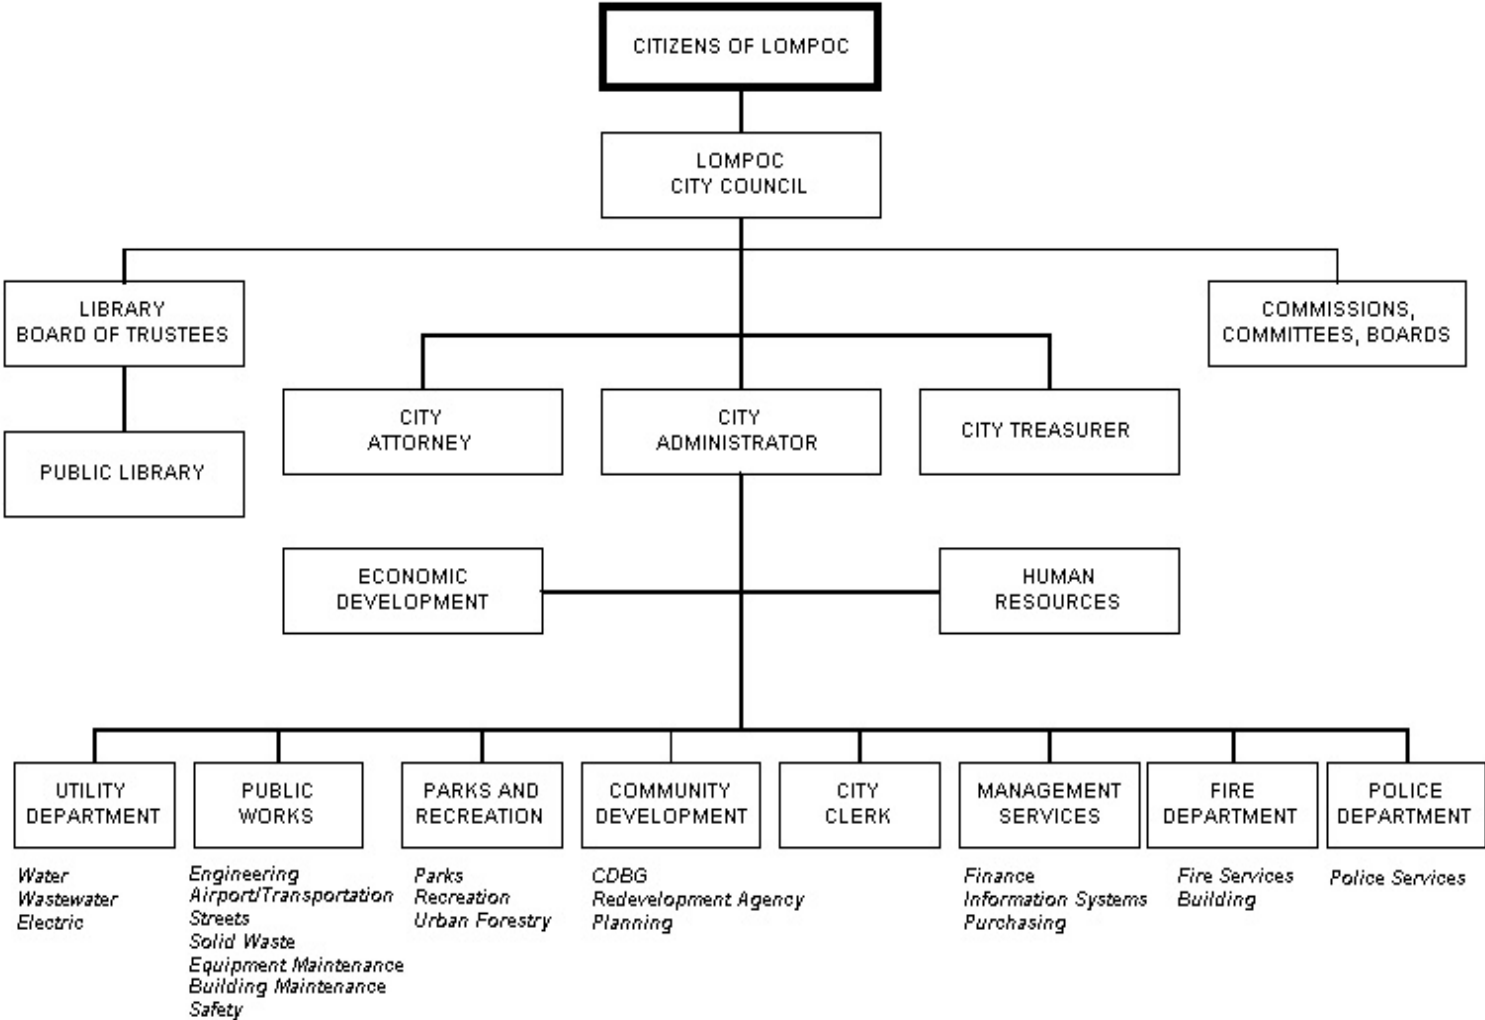 CITIZENS OF LOMPOC
LOMPOC
CITY COUNCIL
LIBRARY
BOARD OF TRUSTEES
COMMISSIONS,
COMMITTEES, BOARDS
PUBLIC LIBRARY
CITY
ATTORNEY
CITY
ADMINISTRATOR
CITY TREASURER
ECONOMIC
DEVELOPMENT
HUMAN
RESOURCES
UTILITY
DEPARTMENT
Water
Wastewater
Electric
PUBLIC
WORKS
Engineering
Airport/Transportation
Streets
Solid Waste
Equipment Maintenance
Building Maintenance
Safety
PARKS AND
RECREATION
Parks
Recreation
Urban Forestry
COMMUNITY
DEVELOPMENT
CDBG
Redevelopment Agency
Planning
CITY
CLERK
MANAGEMENT
SERVICES
Finance
Information Systems
Purchasing
FIRE
DEPARTMENT
Fire Services
Building
POLICE
DEPARTMENT
Police Services